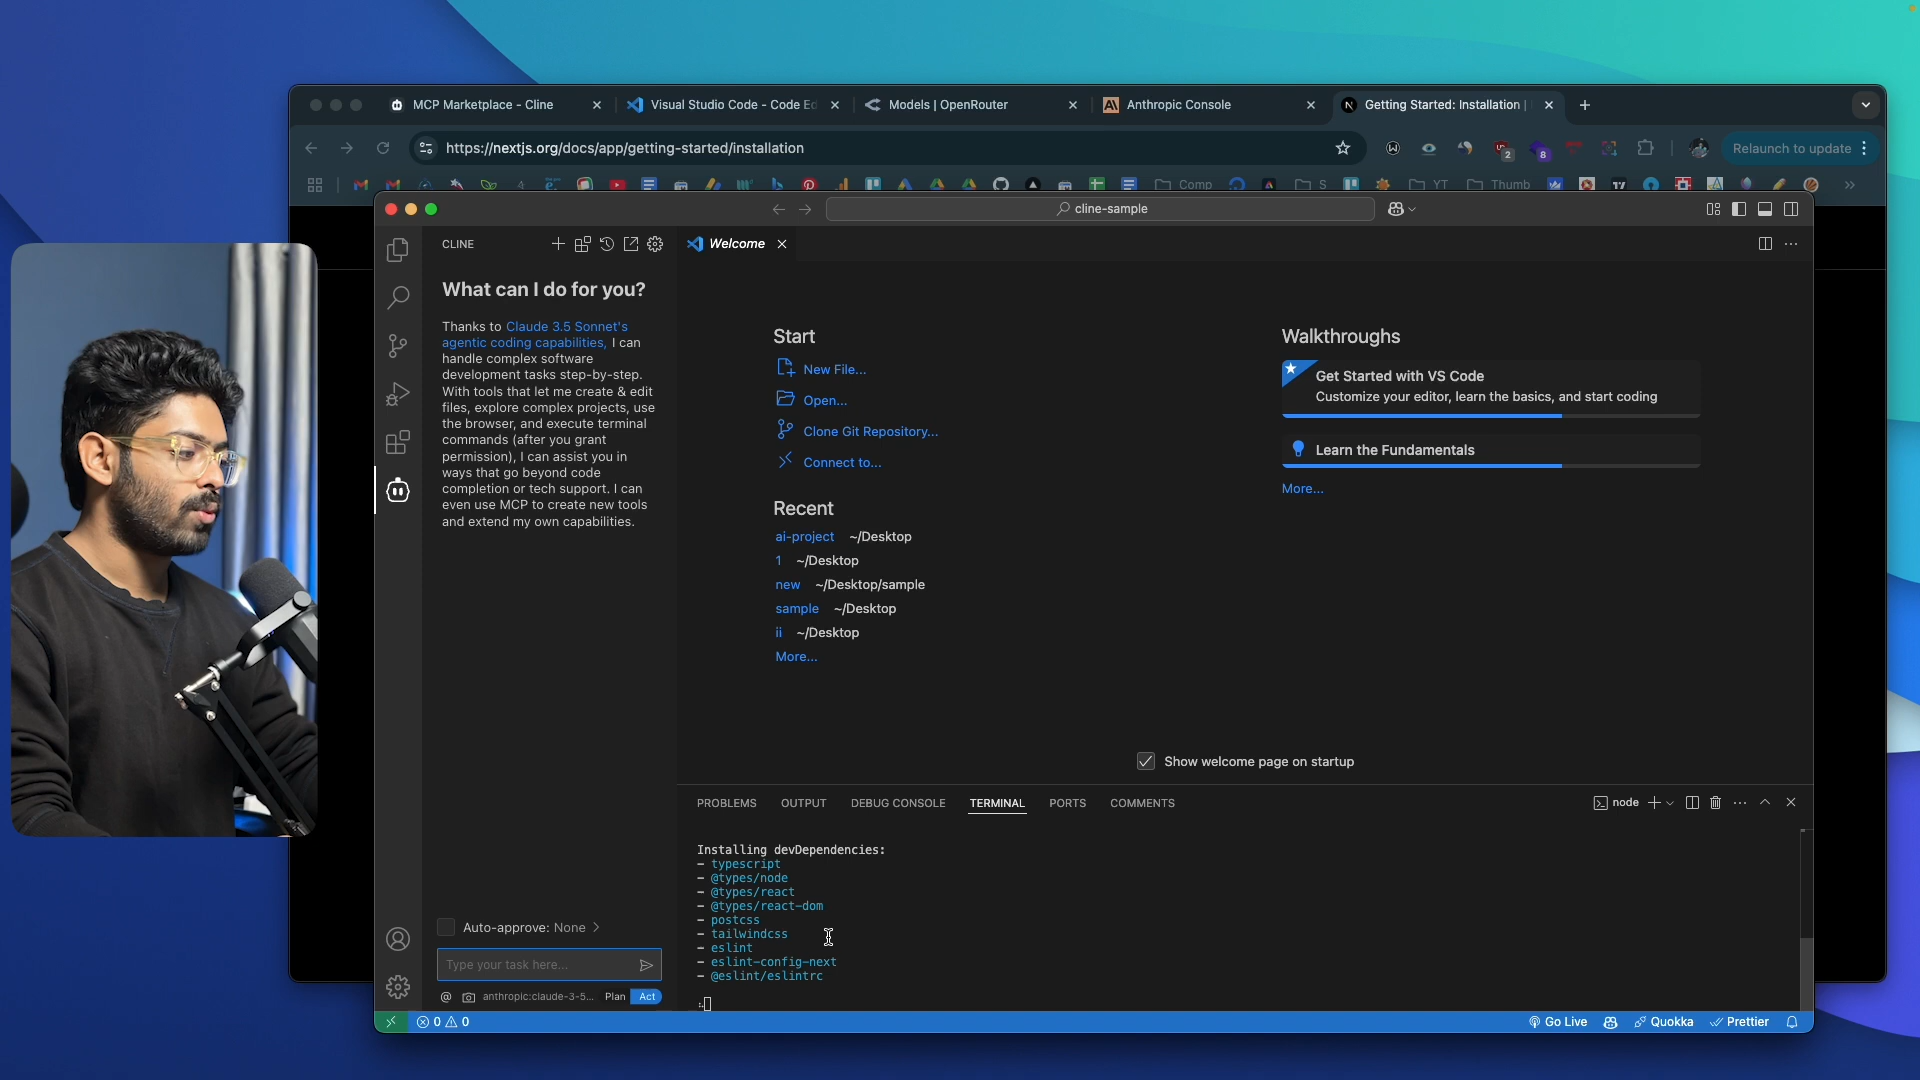 MCP Marketplace - Cline
Visual Studio Code - Code Ed
Models | OpenRouter
Anthropic Console
Getting Started: Installation |
https://nextjs.org/docs/app/getting-started/installation
2
8
Relaunch to update
Comp
S
YT
Thumb
cline-sample
CLINE
Welcome
What can I do for you?
Thanks to Claude 3.5 Sonnet's
agentic coding capabilities, I can
handle complex software
development tasks step-by-step.
With tools that let me create & edit
files, explore complex projects, use
the browser, and execute terminal
commands (after you grant
permission), I can assist you in
ways that go beyond code
completion or tech support. I can
even use MCP to create new tools
and extend my own capabilities.
Start
New File...
Open...
Clone Git Repository...
Connect to...
Recent
ai-project ~/Desktop
1 ~/Desktop
new ~/Desktop/sample
sample ~/Desktop
ii ~/Desktop
More...
Walkthroughs
Get Started with VS Code
Customize your editor, learn the basics, and start coding
Learn the Fundamentals
More...
Show welcome page on startup
PROBLEMS
OUTPUT
DEBUG CONSOLE
TERMINAL
PORTS
COMMENTS
node
Installing devDependencies:
- typescript
- @types/node
- @types/react
- @types/react-dom
- postcss
- tailwindcss
- eslint
- eslint-config-next
- @eslint/eslintrc
Auto-approve: None
Type your task here...
@ anthropic:claude-3-5... Plan Act
0 0
Go Live
Quokka
Prettier